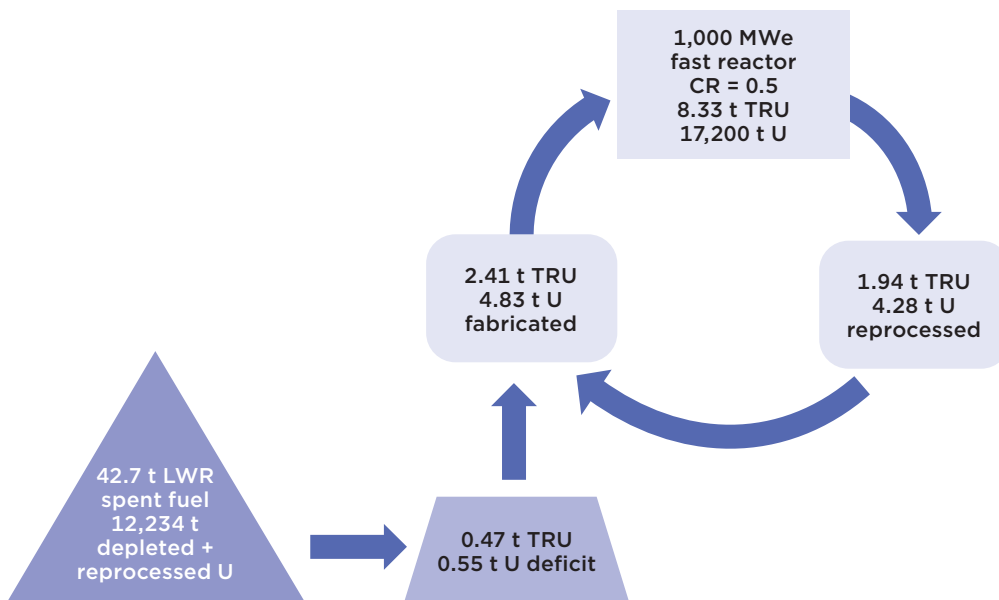 1,000 MWe
fast reactor
CR = 0.5
8.33 t TRU
17,200 t U
2.41 t TRU
4.83 t U
fabricated
1.94 t TRU
4.28 t U
reprocessed
42.7 t LWR
spent fuel
12,234 t
depleted +
reprocessed U
0.47 t TRU
0.55 t U deficit